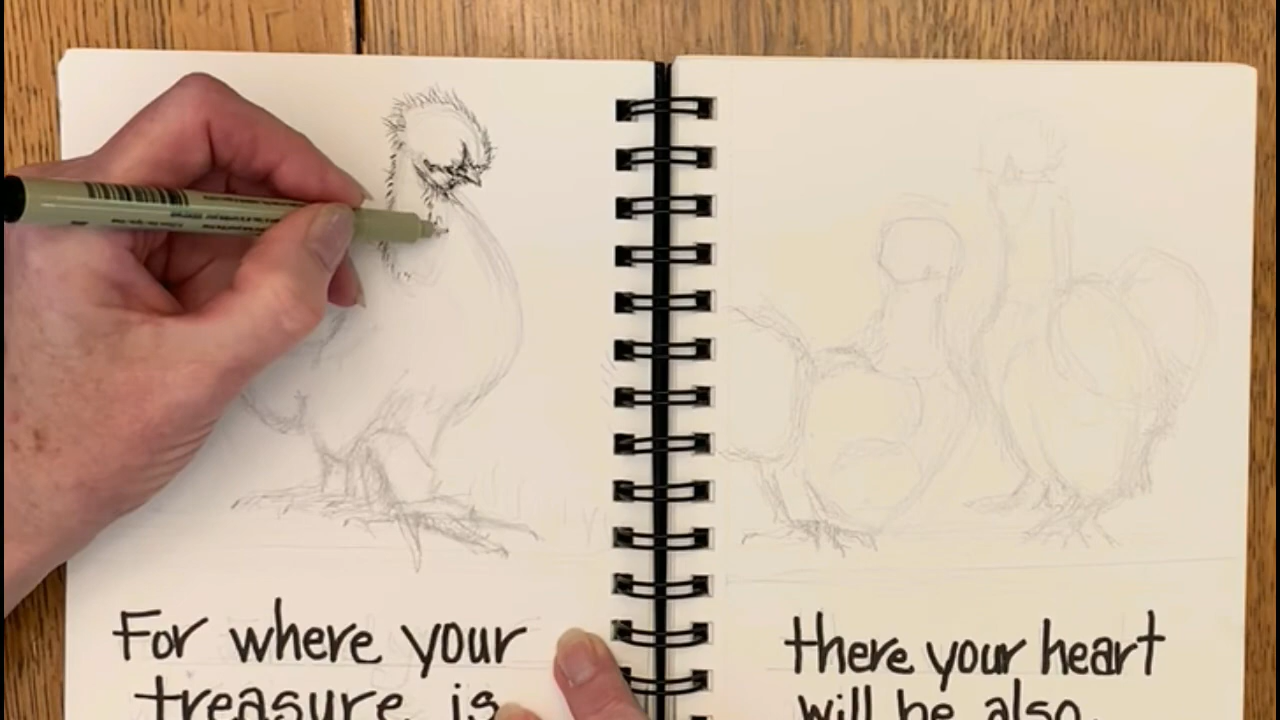 For where your
treasure is
there your heart
will be also.